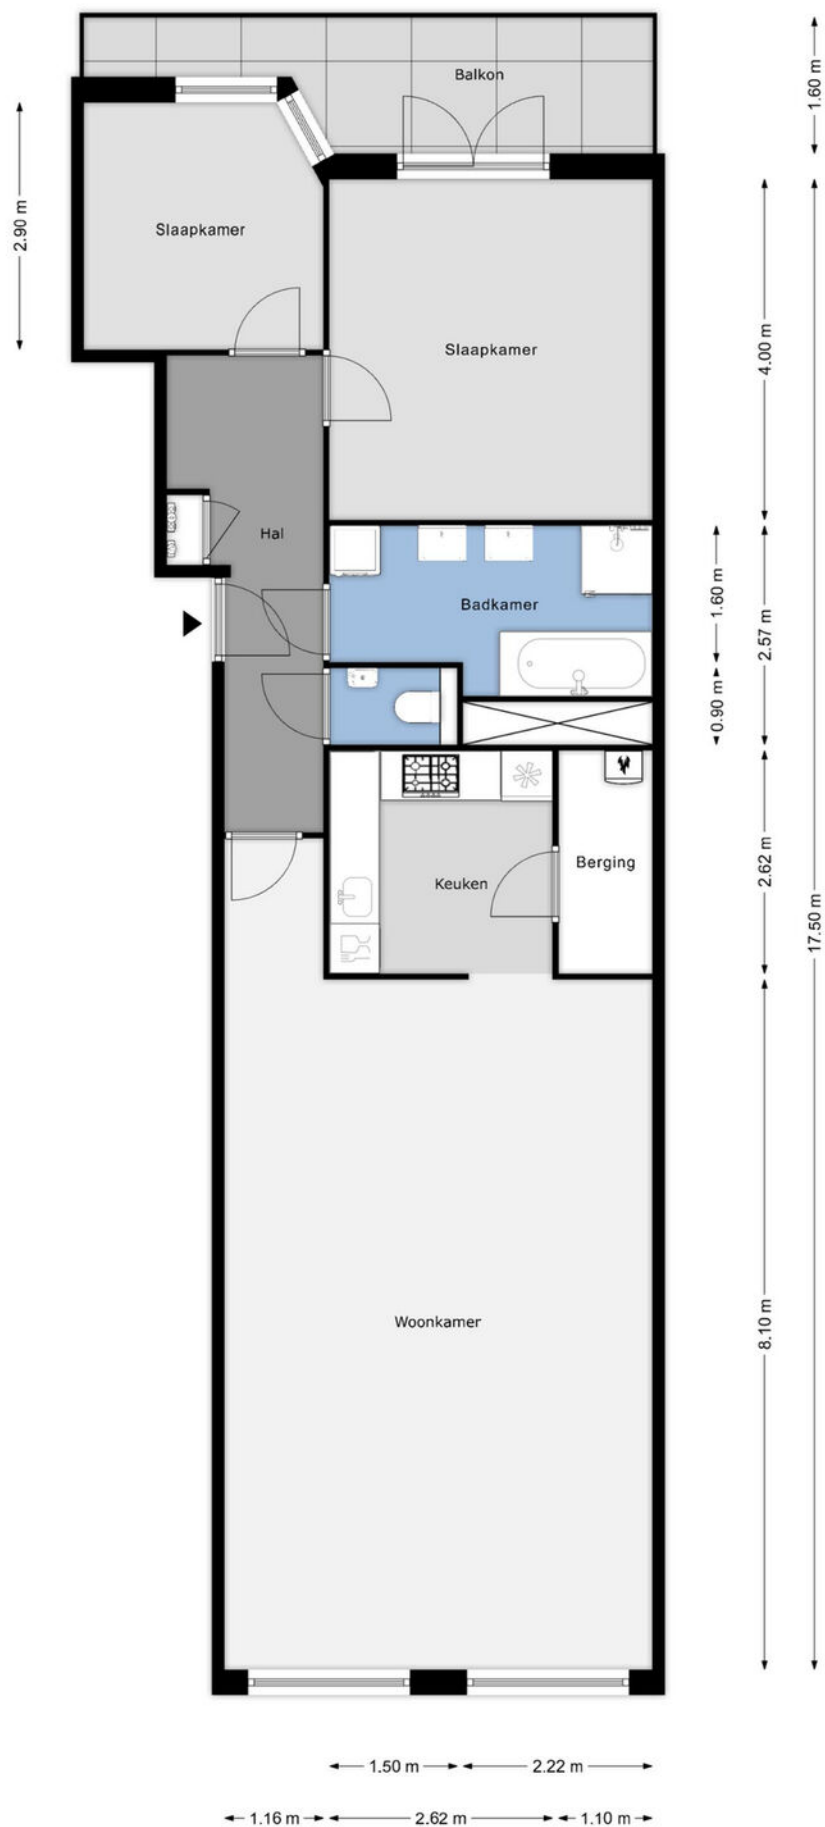 Balkon
1.60 m
Slaapkamer
2.90 m
Slaapkamer
4.00 m
Hal
Badkamer
1.60 m
2.57 m
0.90 m
Keuken
Berging
2.62 m
17.50 m
Woonkamer
8.10 m
1.50 m
2.22 m
1.16 m
2.62 m
1.10 m